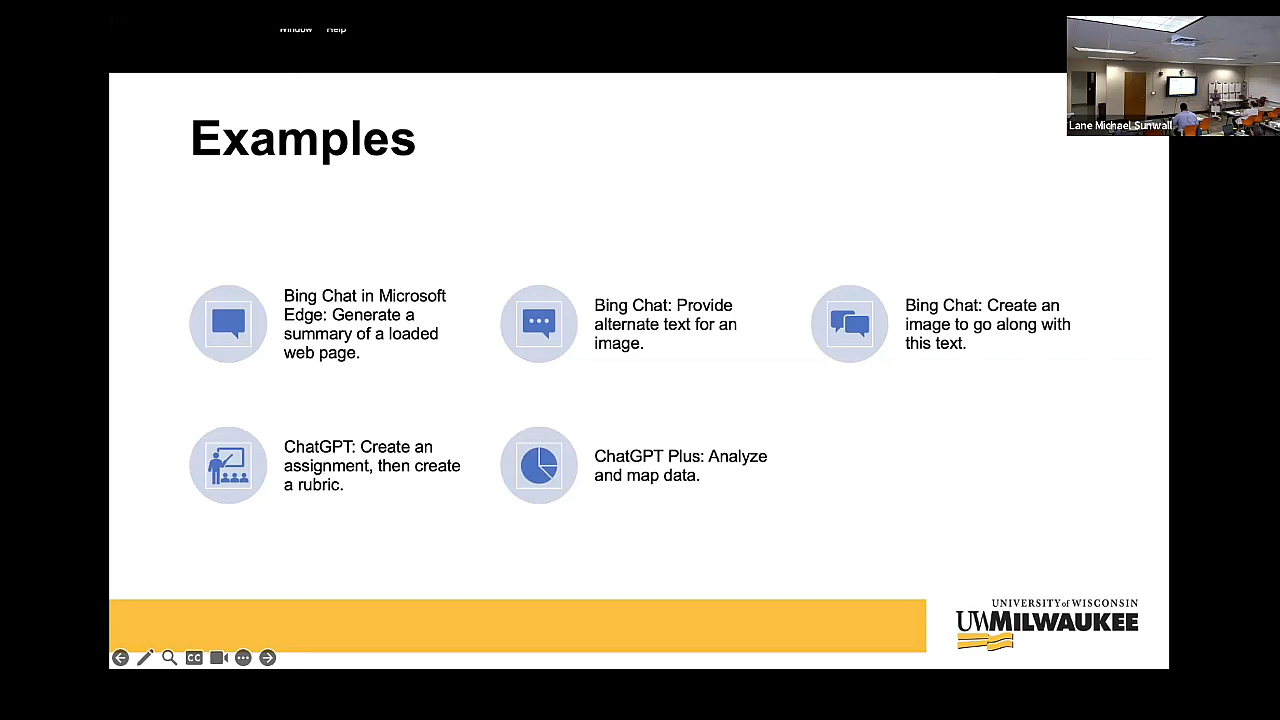 Window Help
Lane Michael Sunwall
Examples
Bing Chat in Microsoft
Edge: Generate a
summary of a loaded
web page.
Bing Chat: Provide
alternate text for an
image.
Bing Chat: Create an
image to go along with
this text.
ChatGPT: Create an
assignment, then create
a rubric.
ChatGPT Plus: Analyze
and map data.
UNIVERSITY of WISCONSIN
UWMILWAUKEE
CC